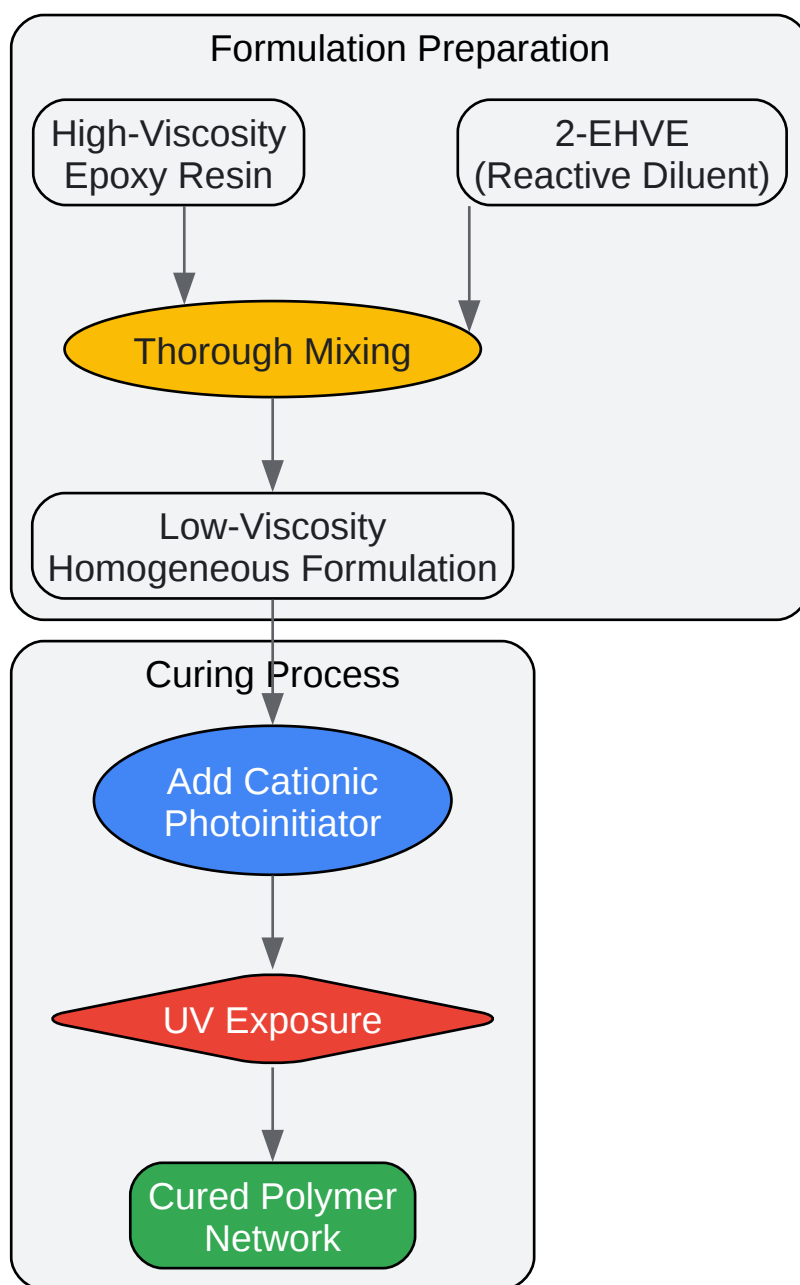 Formulation Preparation
High-Viscosity
Epoxy Resin
2-EHVE
(Reactive Diluent)
Thorough Mixing
Low-Viscosity
Homogeneous Formulation
Curing Process
Add Cationic
Photoinitiator
UV Exposure
Cured Polymer
Network